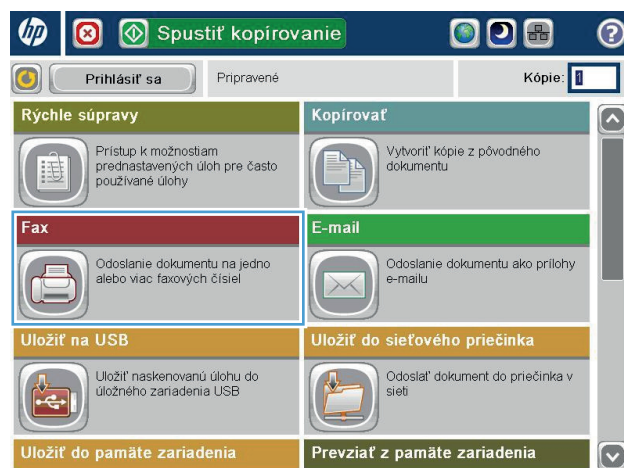 hp
Spustiť kopírovanie
?
Prihlásiť sa
Pripravené
Kópie: 1
Rýchle súpravy
Prístup k možnostiam
prednastavených úloh pre často
používané úlohy
Kopírovať
Vytvoriť kópie z pôvodného
dokumentu
Fax
Odoslanie dokumentu na jedno
alebo viac faxových čísiel
E-mail
Odoslanie dokumentu ako prílohy
e-mailu
Uložiť na USB
Uložiť naskenovanú úlohu do
úložného zariadenia USB
Uložiť do sieťového priečinka
Odoslať dokument do priečinka v
sieti
Uložiť do pamäte zariadenia
Prevziať z pamäte zariadenia